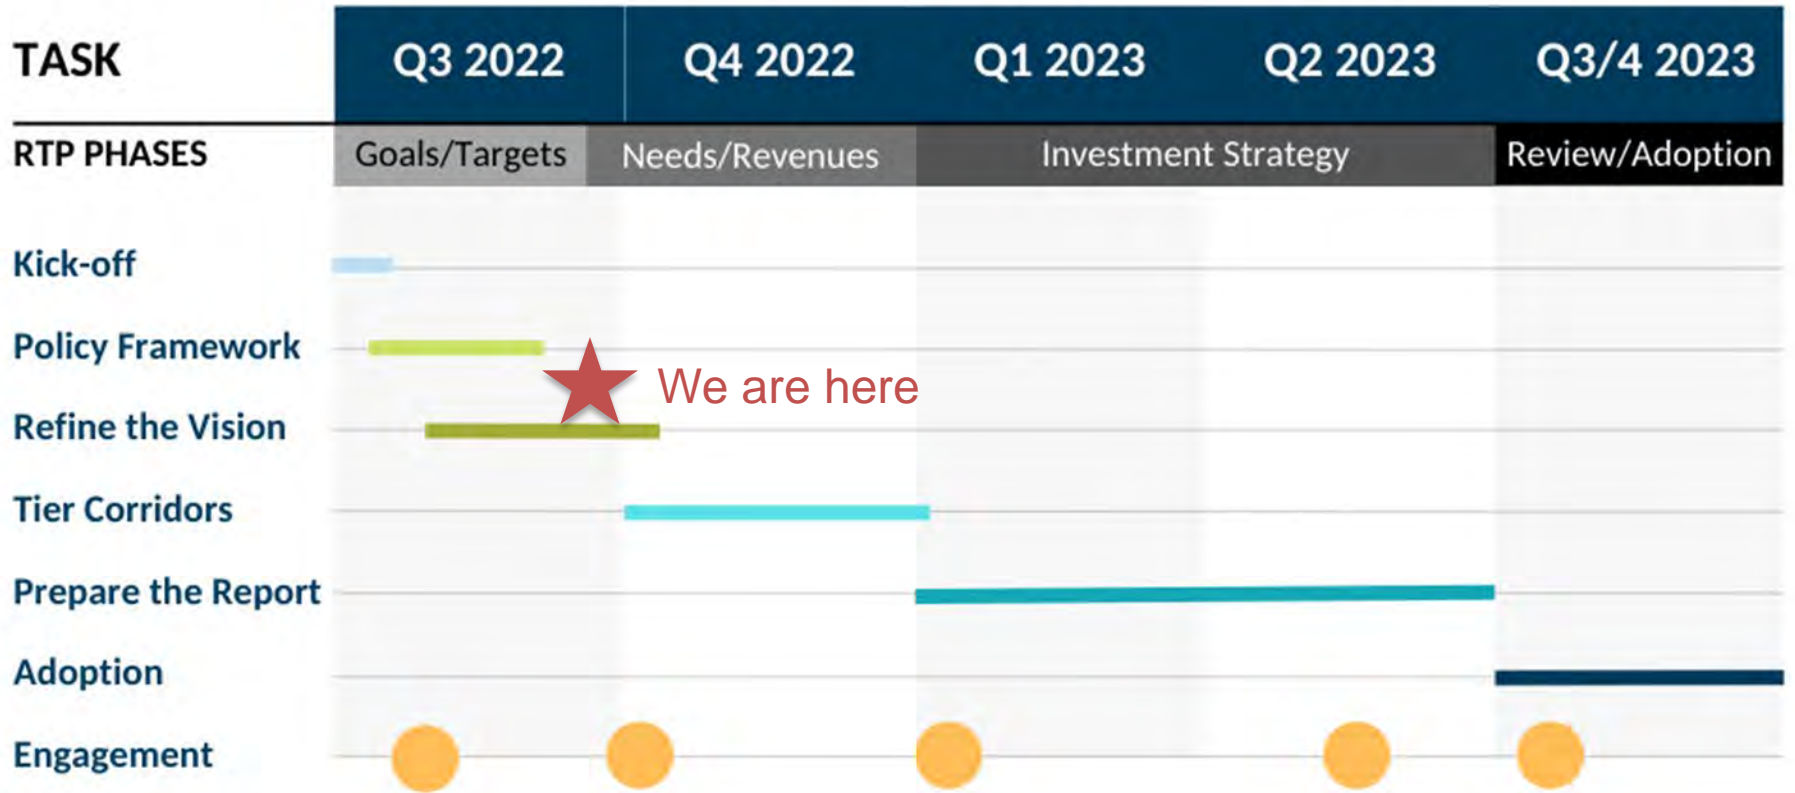 TASK Q3 2022 Q4 2022 Q1 2023 Q2 2023 Q3/4 2023
RTP PHASES Goals/Targets Needs/Revenues Investment Strategy Review/Adoption
Kick-off
Policy Framework
We are here
Refine the Vision
Tier Corridors
Prepare the Report
Adoption
Engagement